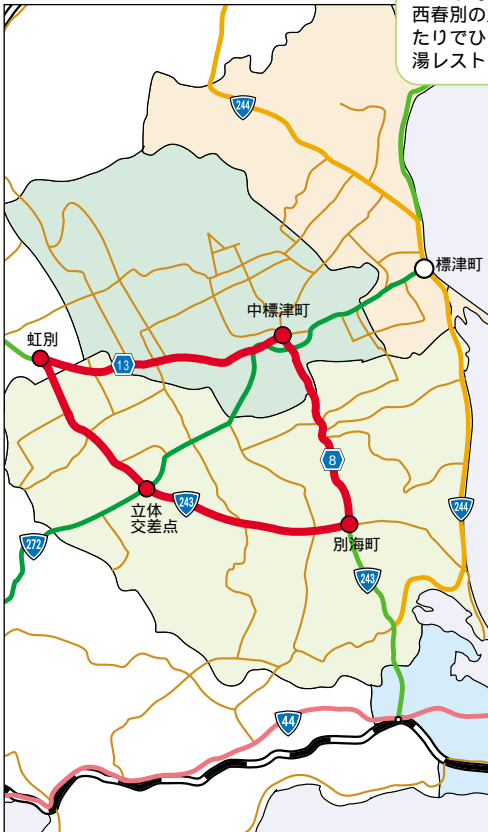 西春別の
たりでひ
湯レスト
244
標津町
中標津町
虹別
13
8
立体
交差点
243
別海町
244
272
243
44